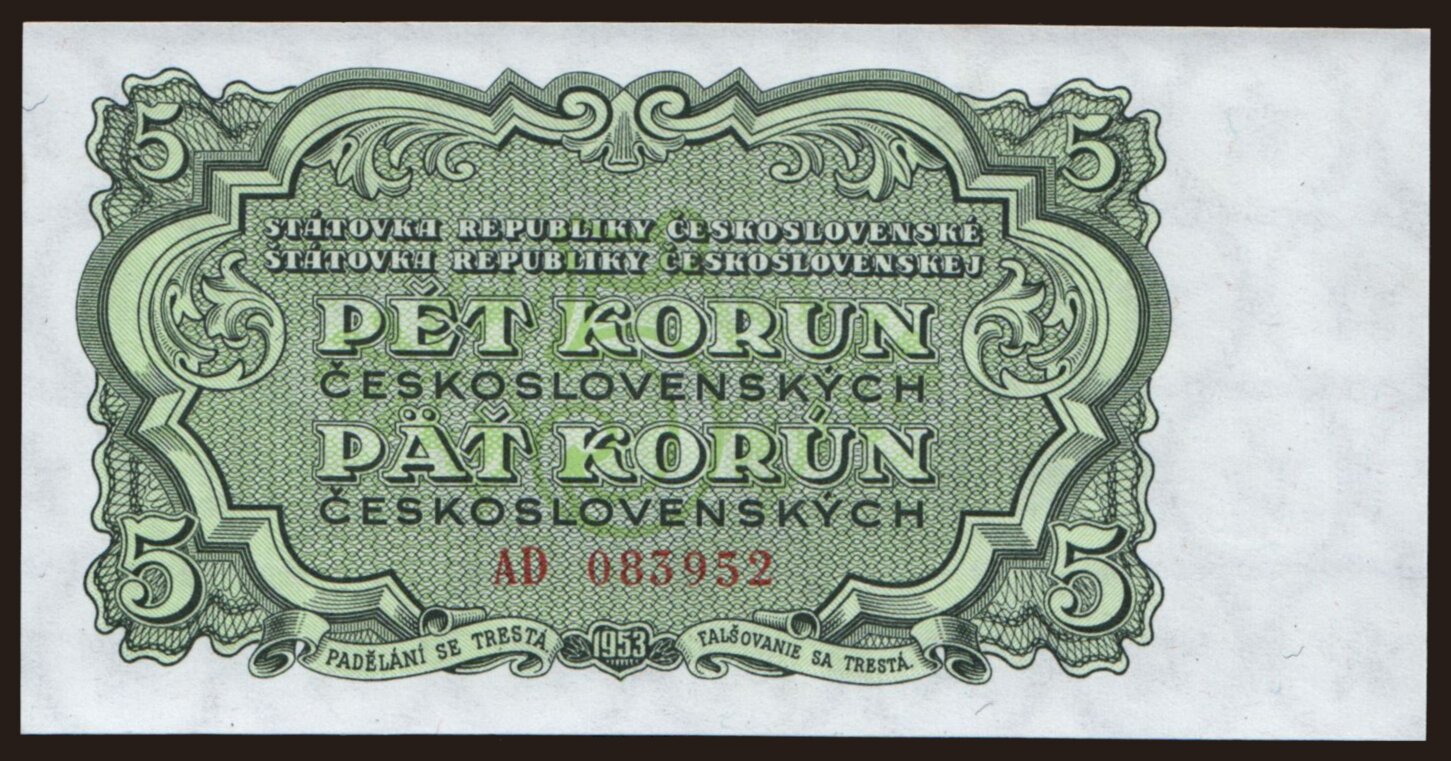 5 5
STÁTOVKA REPUBLIKY ČESKOSLOVENSKÉ
ŠTÁTOVKA REPUBLIKY ČESKOSLOVENSKEJ
PĚT KORUN
ČESKOSLOVENSKÝCH
PÄŤ KORÚN
ČESKOSLOVENSKÝCH
AD 083952
5 5
PADĚLÁNÍ SE TRESTÁ 1953 FALŠOVANIE SA TRESTÁ.